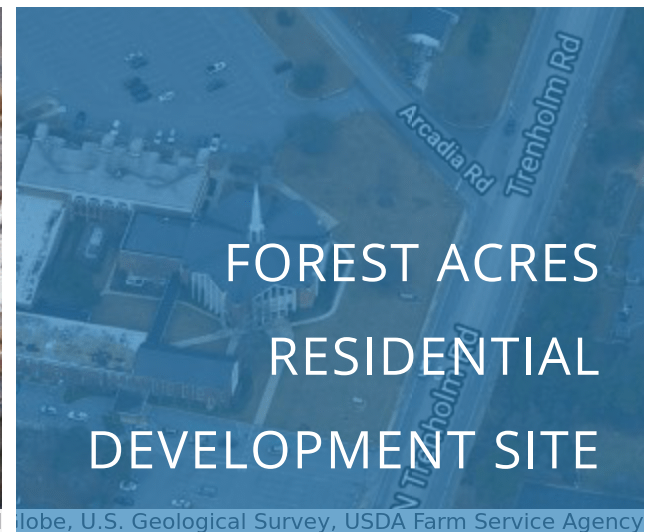 Arcadia Rd
Trenholm Rd
FOREST ACRES
RESIDENTIAL
N Trenholm Rd
DEVELOPMENT SITE
lobe, U.S. Geological Survey, USDA Farm Service Agency